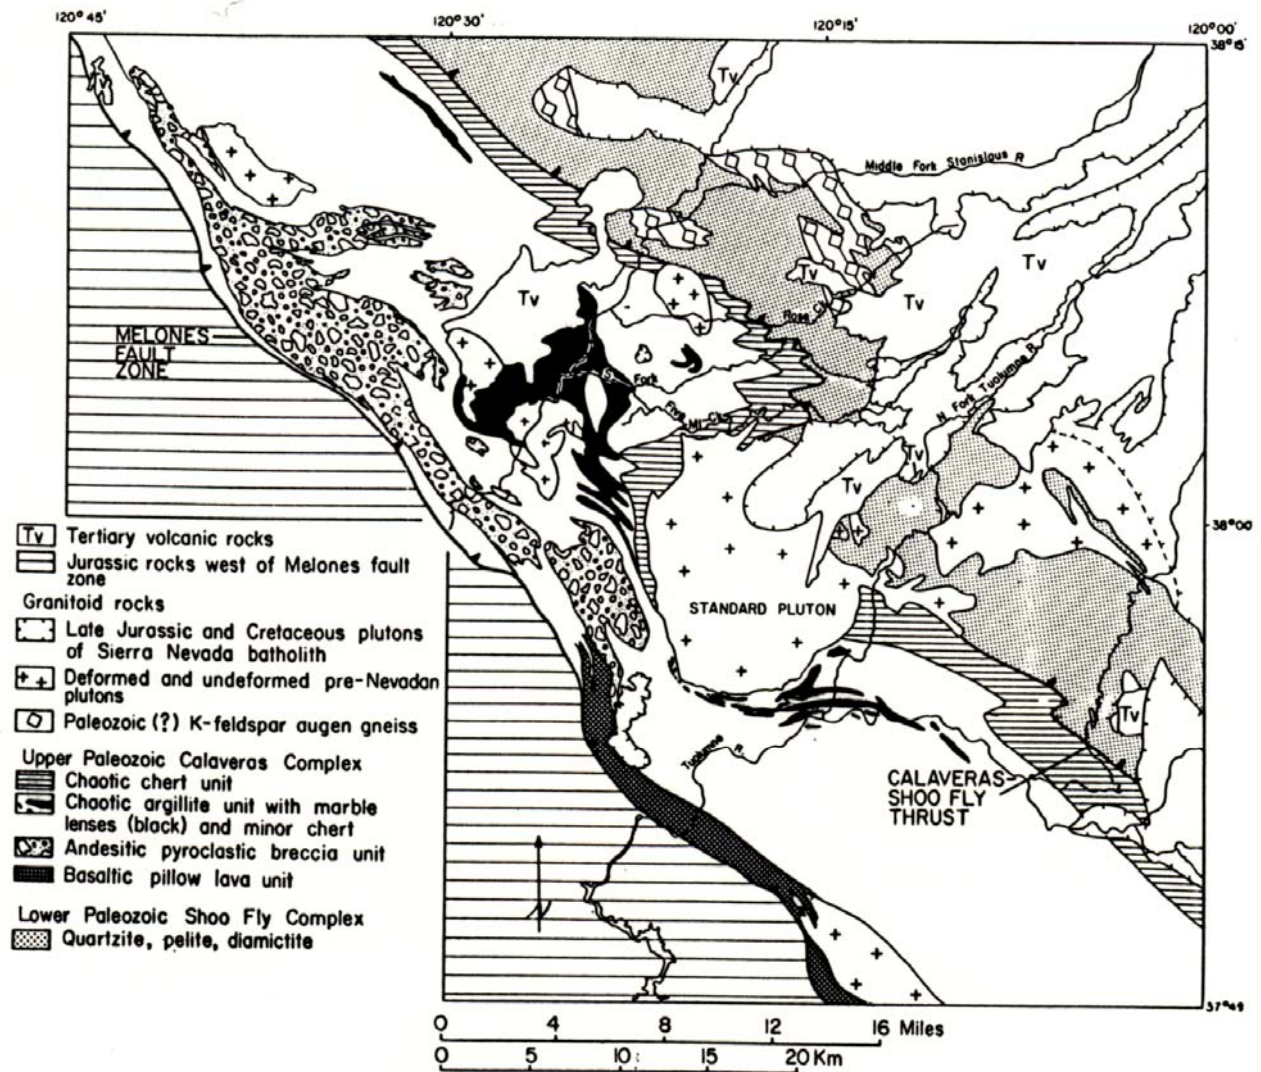 120°45'
120°30'
120°15'
120°00'
38°15'
Tv
Middle Fork Stanislaus R
Tv
Tv
Tv
Tv
Rose Ck
MELONES
FAULT
ZONE
S. Fork
Five Mi Ck
N Fork Tuolumne R.
Tv
Tv
38°00
STANDARD PLUTON
Tv
Tuolumne R.
CALAVERAS-
SHOO FLY
THRUST
Tv Tertiary volcanic rocks
Jurassic rocks west of Melones fault
zone
Granitoid rocks
Late Jurassic and Cretaceous plutons
of Sierra Nevada batholith
Deformed and undeformed pre-Nevadan
plutons
Paleozoic (?) K-feldspar augen gneiss
Upper Paleozoic Calaveras Complex
Chaotic chert unit
Chaotic argillite unit with marble
lenses (black) and minor chert
Andesitic pyroclastic breccia unit
Basaltic pillow lava unit
Lower Paleozoic Shoo Fly Complex
Quartzite, pelite, diamictite
N
37°49
0 4 8 12 16 Miles
0 5 10 15 20 Km